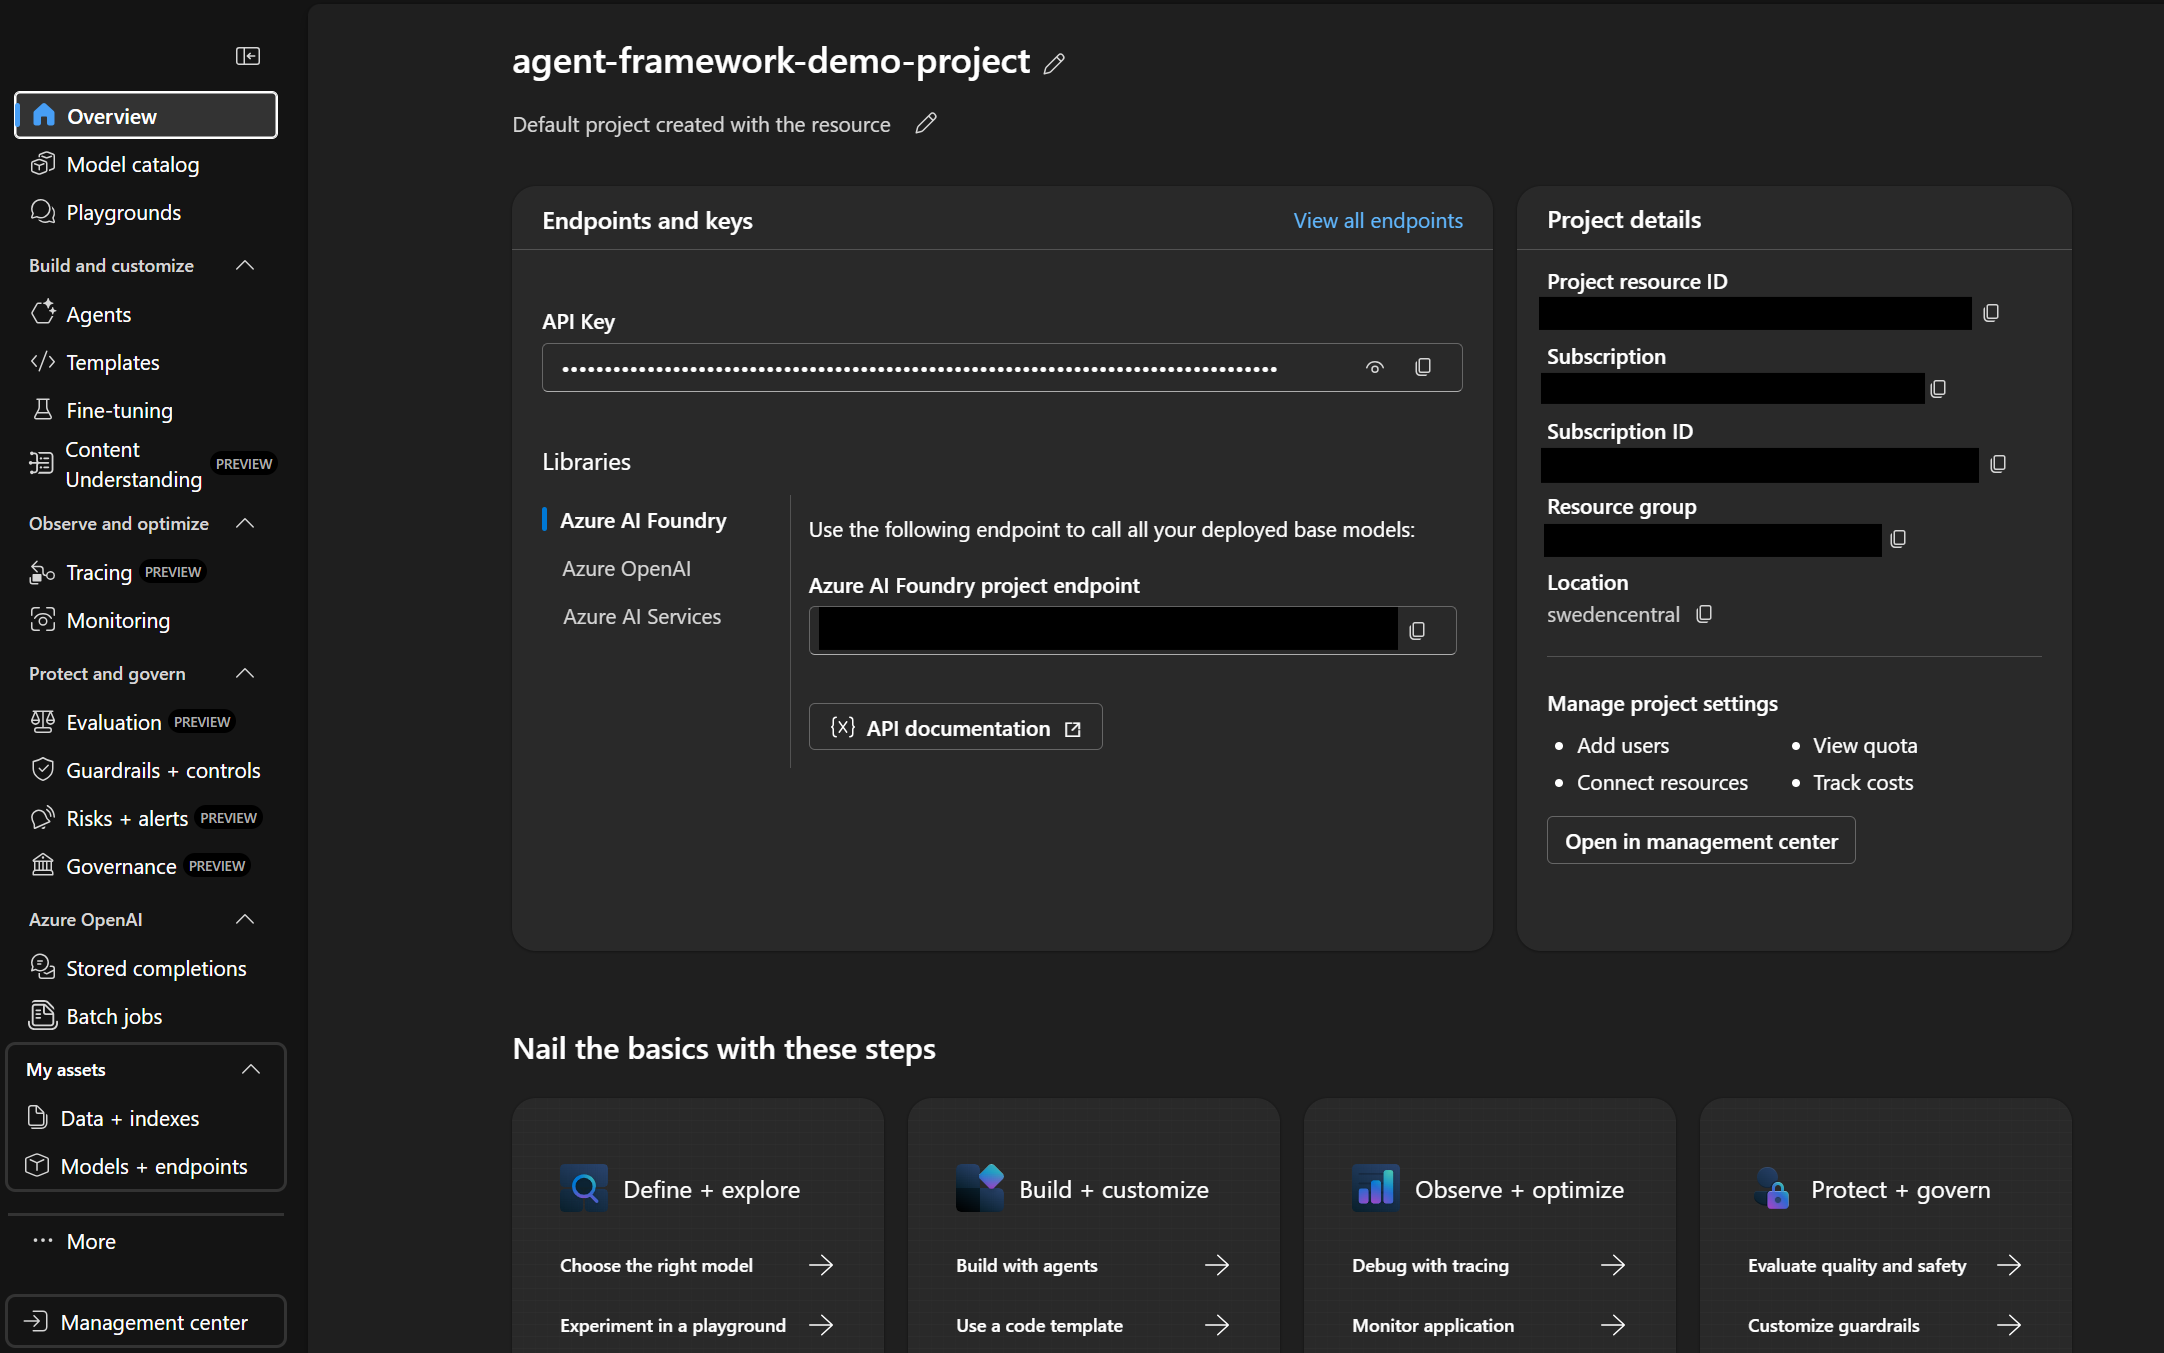 Overview
Model catalog
Playgrounds
Build and customize
Agents
Templates
Fine-tuning
Content
Understanding PREVIEW
Observe and optimize
Tracing PREVIEW
Monitoring
Protect and govern
Evaluation PREVIEW
Guardrails + controls
Risks + alerts PREVIEW
Governance PREVIEW
Azure OpenAI
Stored completions
Batch jobs
My assets
Data + indexes
Models + endpoints
More
Management center
agent-framework-demo-project
Default project created with the resource
Endpoints and keys
View all endpoints
API Key
••••••••••••••••••••••••••••••••••••••••••••••••••••••••••••••••••••••••••••••••••••
Libraries
Azure AI Foundry
Azure OpenAI
Azure AI Services
Use the following endpoint to call all your deployed base models:
Azure AI Foundry project endpoint
{x} API documentation
Project details
Project resource ID
Subscription
Subscription ID
Resource group
Location
swedencentral
Manage project settings
• Add users
• View quota
• Connect resources
• Track costs
Open in management center
Nail the basics with these steps
Define + explore
Choose the right model
Experiment in a playground
Build + customize
Build with agents
Use a code template
Observe + optimize
Debug with tracing
Monitor application
Protect + govern
Evaluate quality and safety
Customize guardrails